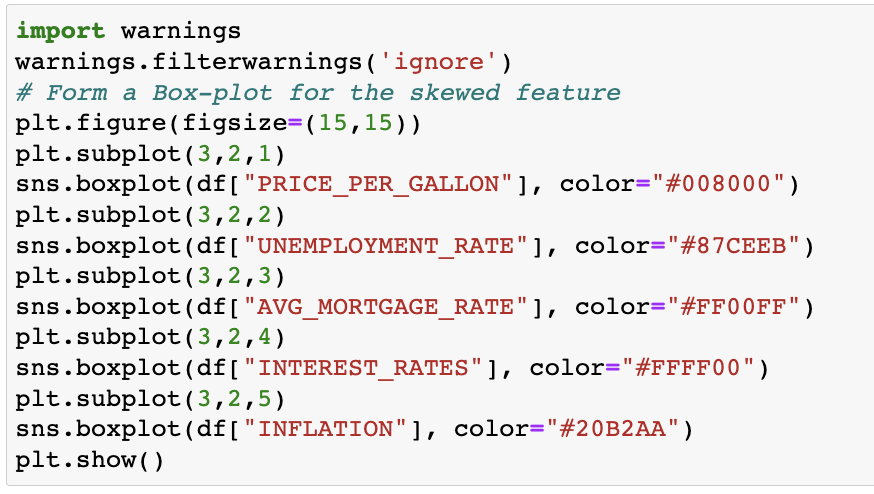 import warnings
warnings.filterwarnings('ignore')
# Form a Box-plot for the skewed feature
plt.figure(figsize=(15,15))
plt.subplot(3,2,1)
sns.boxplot(df["PRICE_PER_GALLON"], color="#008000")
plt.subplot(3,2,2)
sns.boxplot(df["UNEMPLOYMENT_RATE"], color="#87CEEB")
plt.subplot(3,2,3)
sns.boxplot(df["AVG_MORTGAGE_RATE"], color="#FF00FF")
plt.subplot(3,2,4)
sns.boxplot(df["INTEREST_RATES"], color="#FFFF00")
plt.subplot(3,2,5)
sns.boxplot(df["INFLATION"], color="#20B2AA")
plt.show()